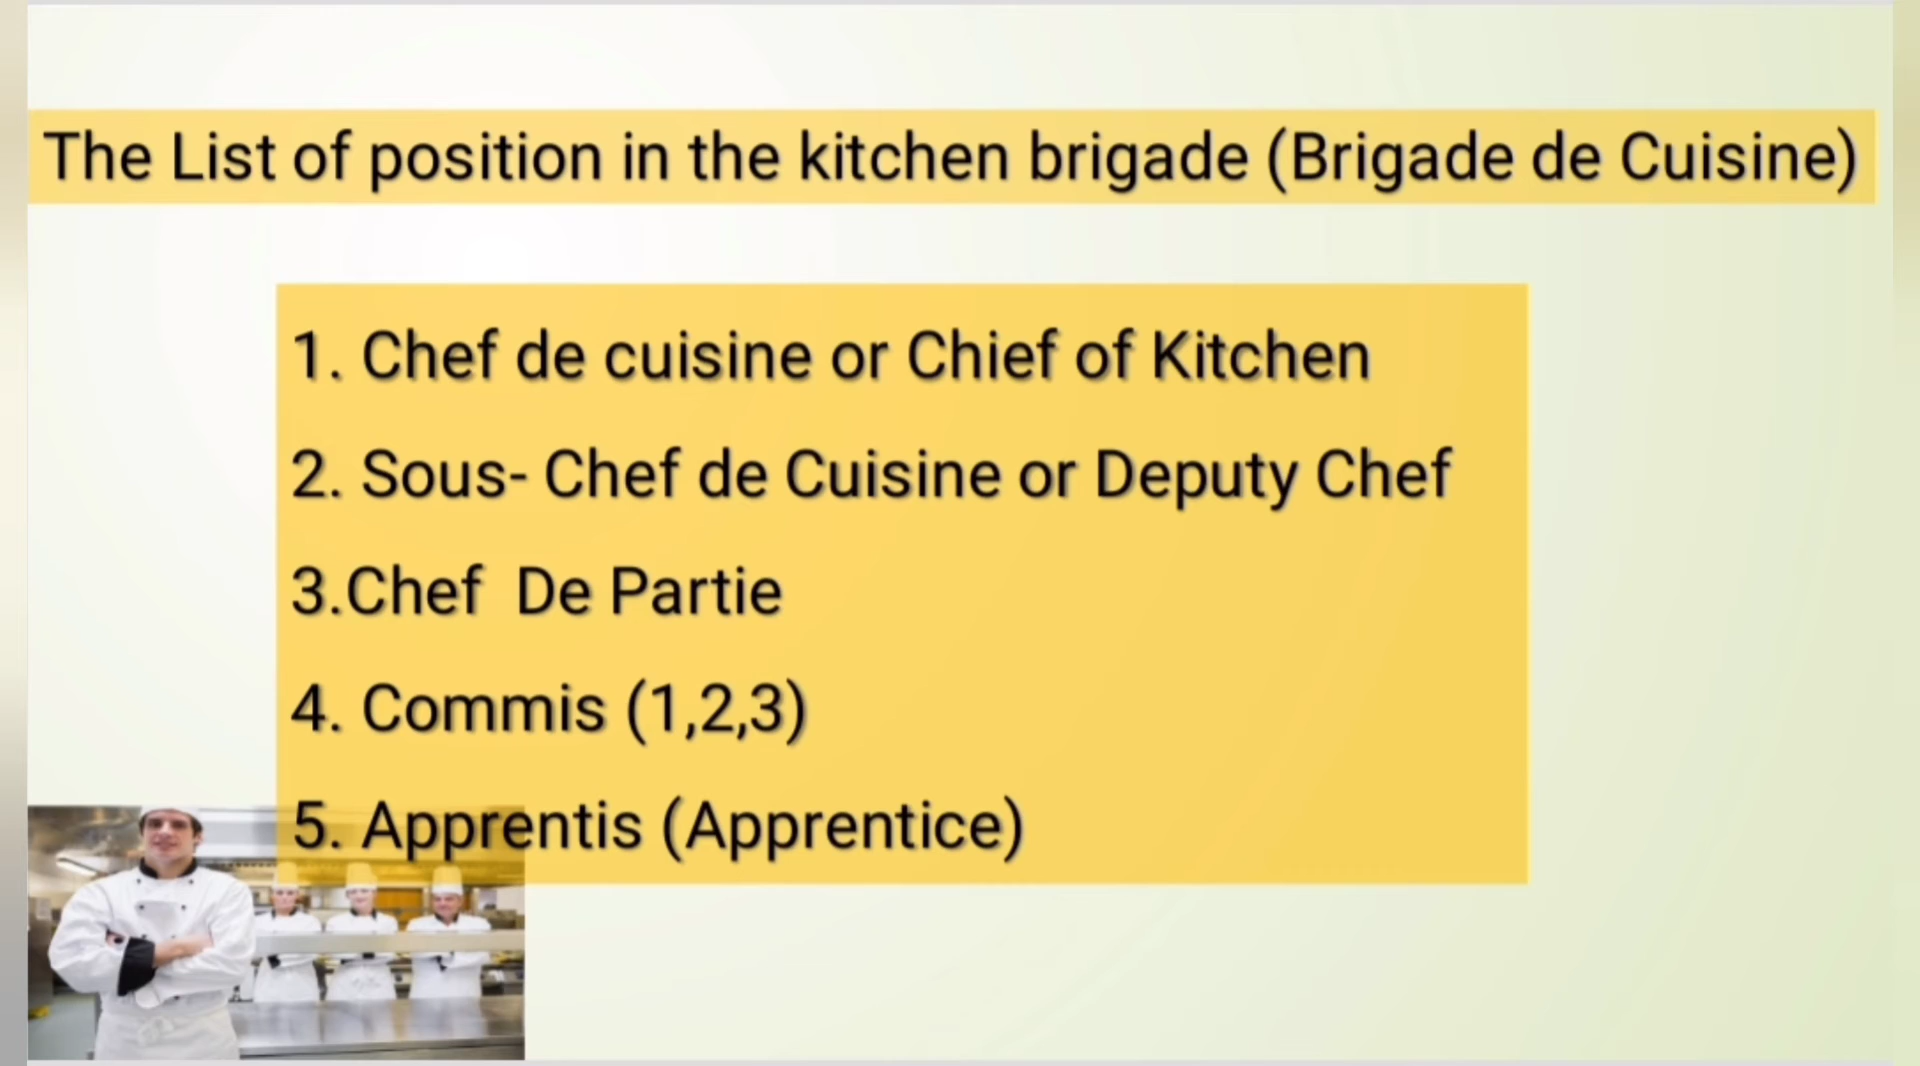 The List of position in the kitchen brigade (Brigade de Cuisine)
1. Chef de cuisine or Chief of Kitchen
2. Sous- Chef de Cuisine or Deputy Chef
3.Chef  De Partie
4. Commis (1,2,3)
5. Apprentis (Apprentice)